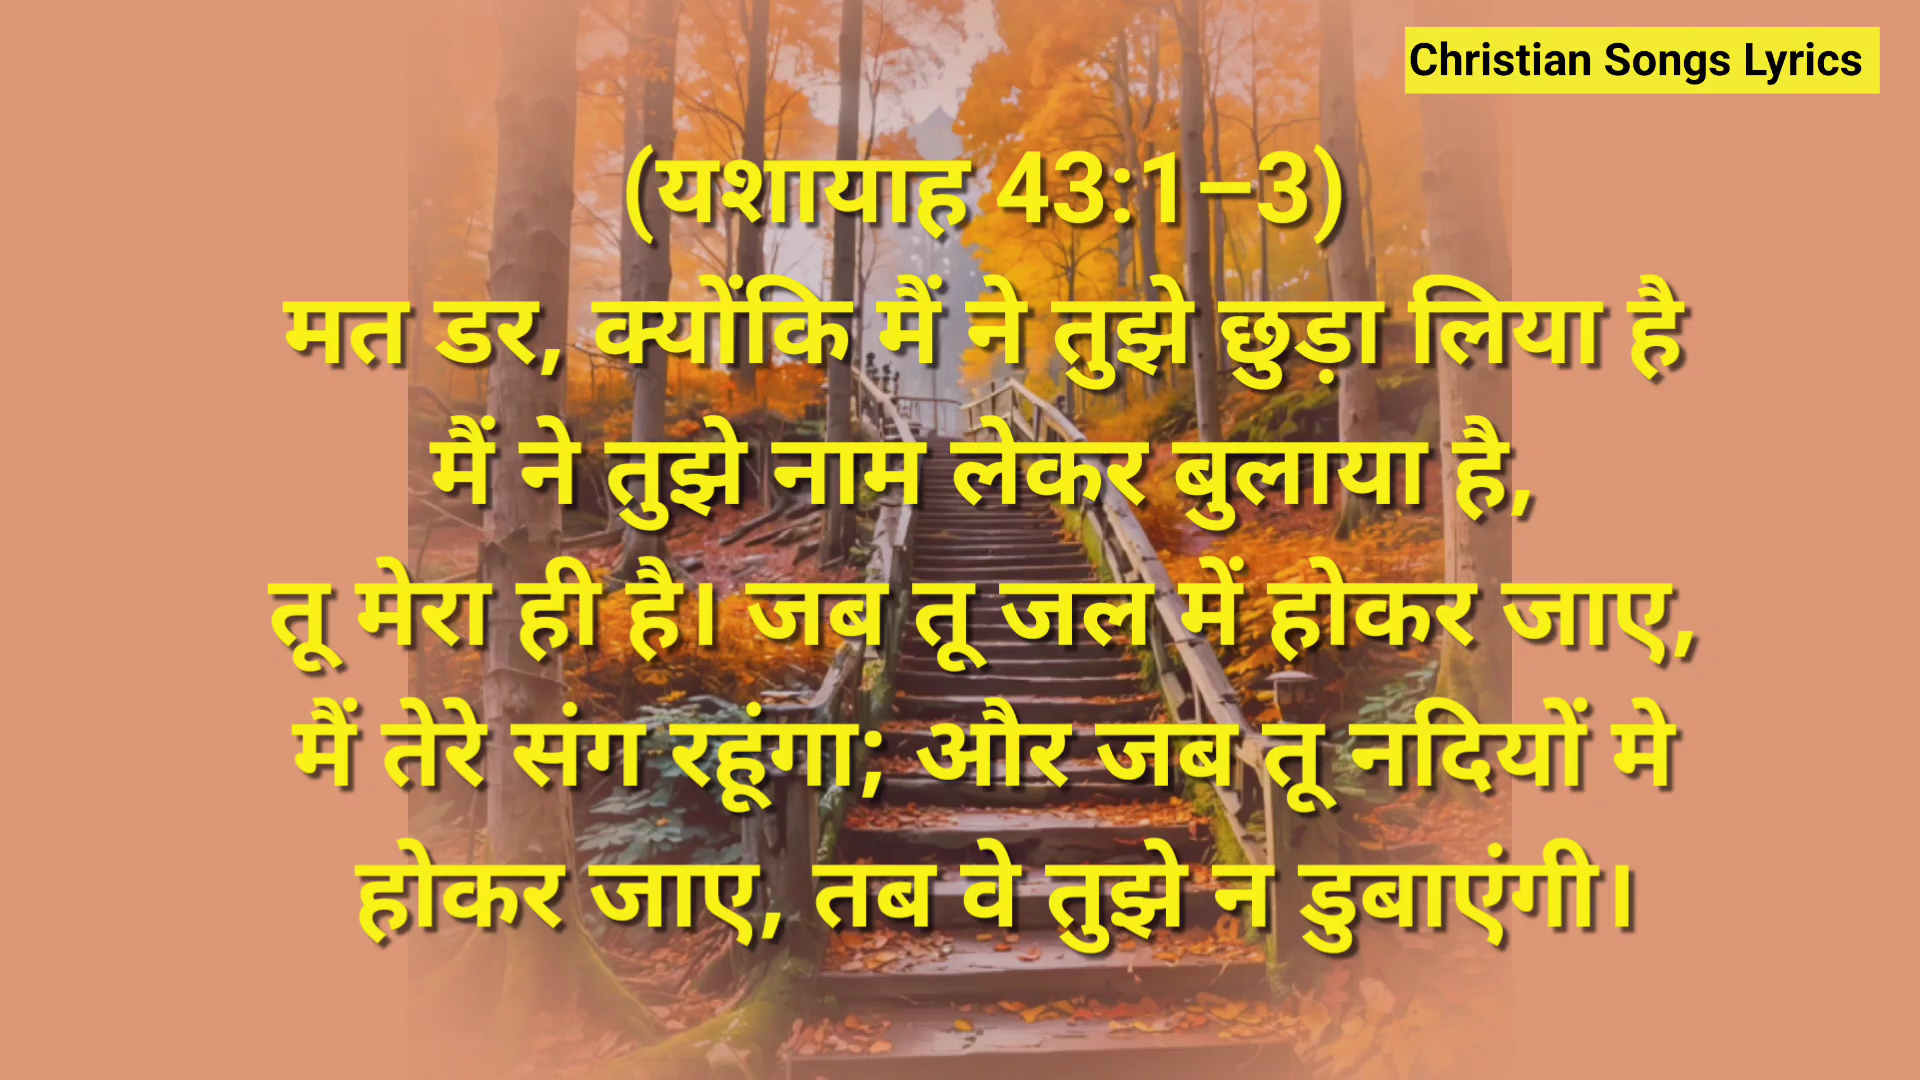 Christian Songs Lyrics
(यशायाह 43:1–3)
मत डर, क्योंकि मैं ने तुझे छुड़ा लिया है
मैं ने तुझे नाम लेकर बुलाया है,
तू मेरा ही है। जब तू जल में होकर जाए,
मैं तेरे संग रहूंगा; और जब तू नदियों मे
होकर जाए, तब वे तुझे न डुबाएंगी।